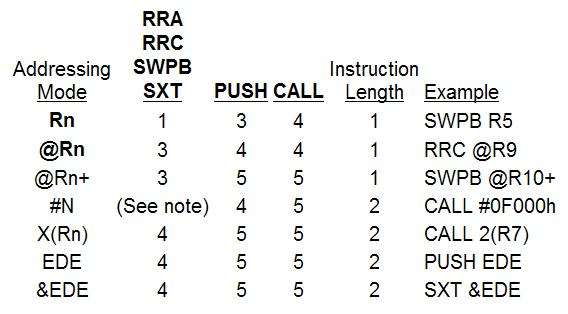 RRA
RRC
Addressing SWPB Instruction
Mode SXT PUSH CALL Length Example
Rn 1 3 4 1 SWPB R5
@Rn 3 4 4 1 RRC @R9
@Rn+ 3 5 5 1 SWPB @R10+
#N (See note) 4 5 2 CALL #0F000h
X(Rn) 4 5 5 2 CALL 2(R7)
EDE 4 5 5 2 PUSH EDE
&EDE 4 5 5 2 SXT &EDE